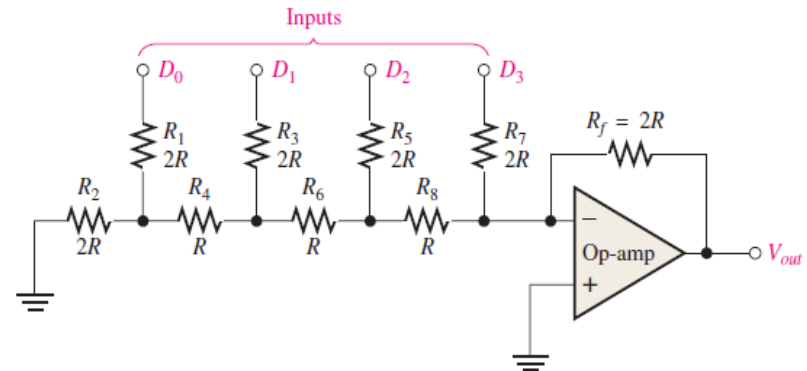 Inputs
D0 D1 D2 D3
R1 R3 R5 R7 Rf = 2R
2R 2R 2R 2R
R2 R4 R6 R8
2R R R R
−
Op-amp Vout
+